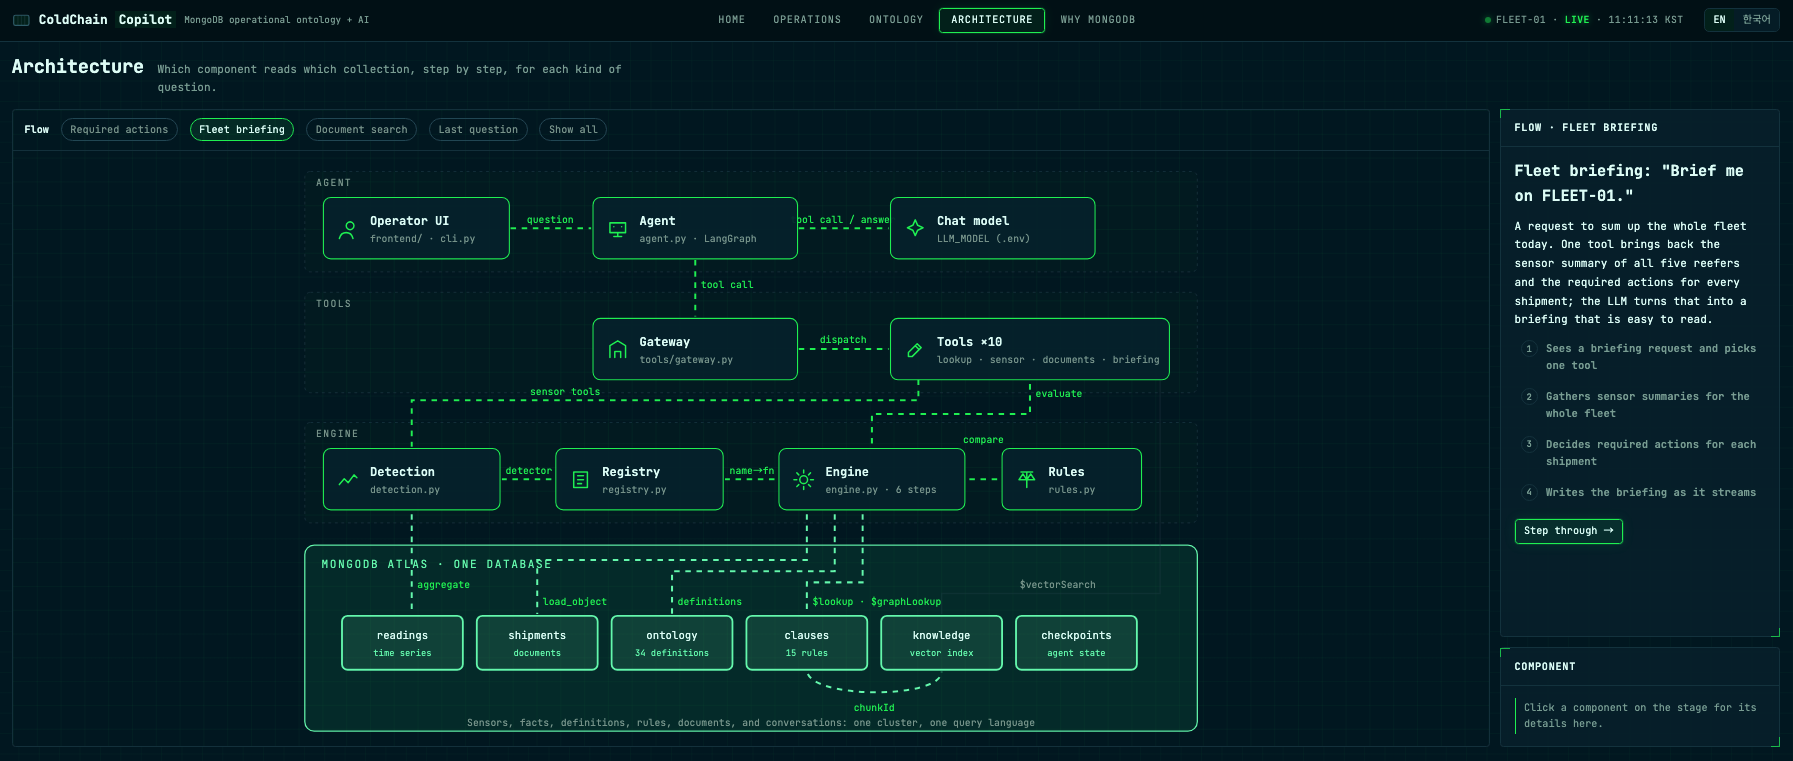 ColdChain Copilot MongoDB operational ontology + AI
HOME OPERATIONS ONTOLOGY ARCHITECTURE WHY MONGODB
FLEET-01 · LIVE · 11:11:13 KST EN 한국어
Architecture
Which component reads which collection, step by step, for each kind of
question.
Flow Required actions Fleet briefing Document search Last question Show all
AGENT
Operator UI
frontend/ · cli.py
question
Agent
agent.py · LangGraph
ool call / answe
Chat model
LLM_MODEL (.env)
tool call
TOOLS
Gateway
tools/gateway.py
dispatch
Tools ×10
lookup · sensor · documents · briefing
sensor tools
evaluate
ENGINE
compare
Detection
detection.py
detector
Registry
registry.py
name→fn
Engine
engine.py · 6 steps
Rules
rules.py
MONGODB ATLAS · ONE DATABASE
aggregate
$vectorSearch
load_object
definitions
$lookup · $graphLookup
readings
time series
shipments
documents
ontology
34 definitions
clauses
15 rules
knowledge
vector index
checkpoints
agent state
chunkId
Sensors, facts, definitions, rules, documents, and conversations: one cluster, one query language
FLOW · FLEET BRIEFING
Fleet briefing: "Brief me
on FLEET-01."
A request to sum up the whole fleet
today. One tool brings back the
sensor summary of all five reefers
and the required actions for every
shipment; the LLM turns that into a
briefing that is easy to read.
1 Sees a briefing request and picks
one tool
2 Gathers sensor summaries for the
whole fleet
3 Decides required actions for each
shipment
4 Writes the briefing as it streams
Step through →
COMPONENT
Click a component on the stage for its
details here.